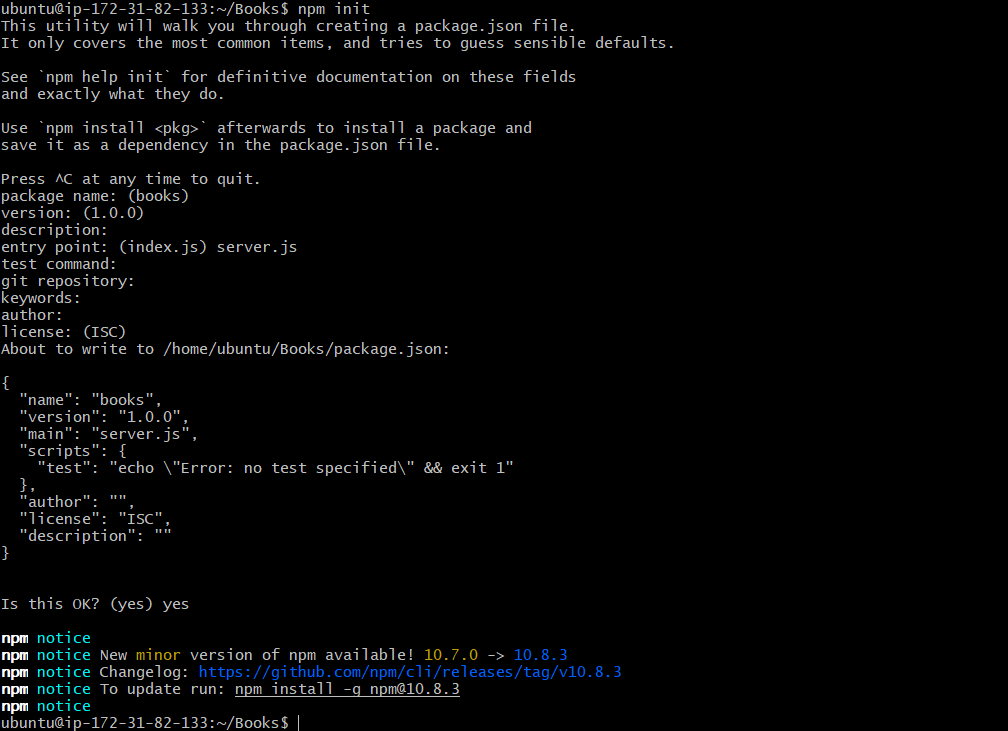 ubuntu@ip-172-31-82-133:~/Books$ npm init
This utility will walk you through creating a package.json file.
It only covers the most common items, and tries to guess sensible defaults.
See `npm help init` for definitive documentation on these fields
and exactly what they do.
Use `npm install <pkg>` afterwards to install a package and
save it as a dependency in the package.json file.
Press ^C at any time to quit.
package name: (books)
version: (1.0.0)
description:
entry point: (index.js) server.js
test command:
git repository:
keywords:
author:
license: (ISC)
About to write to /home/ubuntu/Books/package.json:
{
  "name": "books",
  "version": "1.0.0",
  "main": "server.js",
  "scripts": {
    "test": "echo \"Error: no test specified\" && exit 1"
  },
  "author": "",
  "license": "ISC",
  "description": ""
}
Is this OK? (yes) yes
npm notice
npm notice New minor version of npm available! 10.7.0 -> 10.8.3
npm notice Changelog: https://github.com/npm/cli/releases/tag/v10.8.3
npm notice To update run: npm install -g npm@10.8.3
npm notice
ubuntu@ip-172-31-82-133:~/Books$